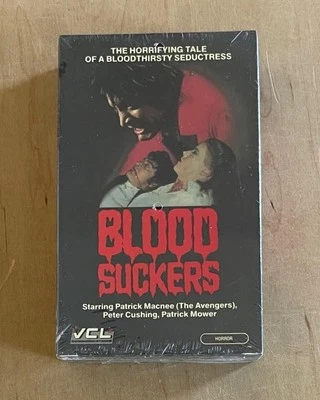 THE HORRIFYING TALE
OF A BLOODTHIRSTY SEDUCTRESS
BLOOD
SUCKERS
Starring Patrick Macnee (The Avengers),
Peter Cushing, Patrick Mower
VCL
HORROR